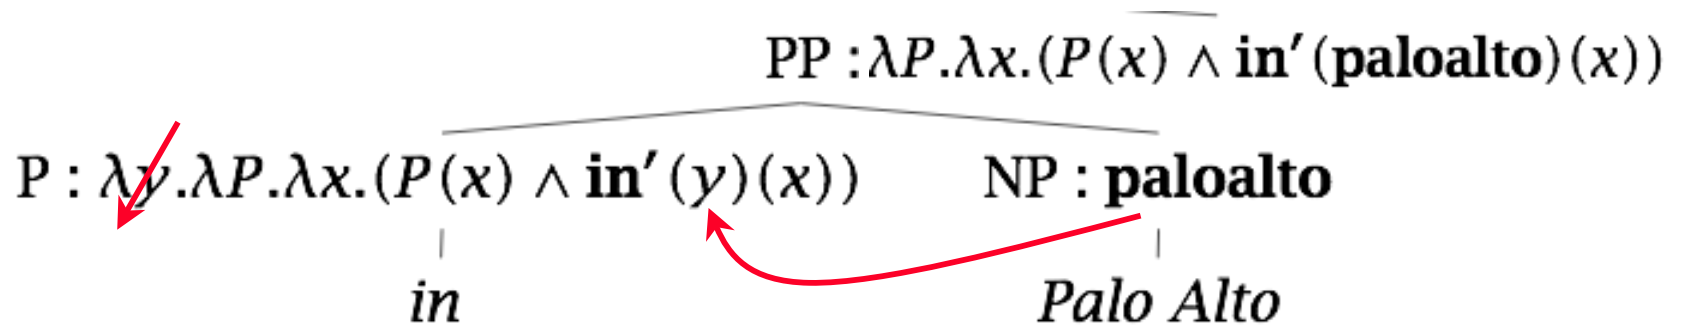 PP : λP.λx.(P(x) ∧ in′(paloalto)(x))
P : λy.λP.λx.(P(x) ∧ in′(y)(x)) NP : paloalto
in Palo Alto